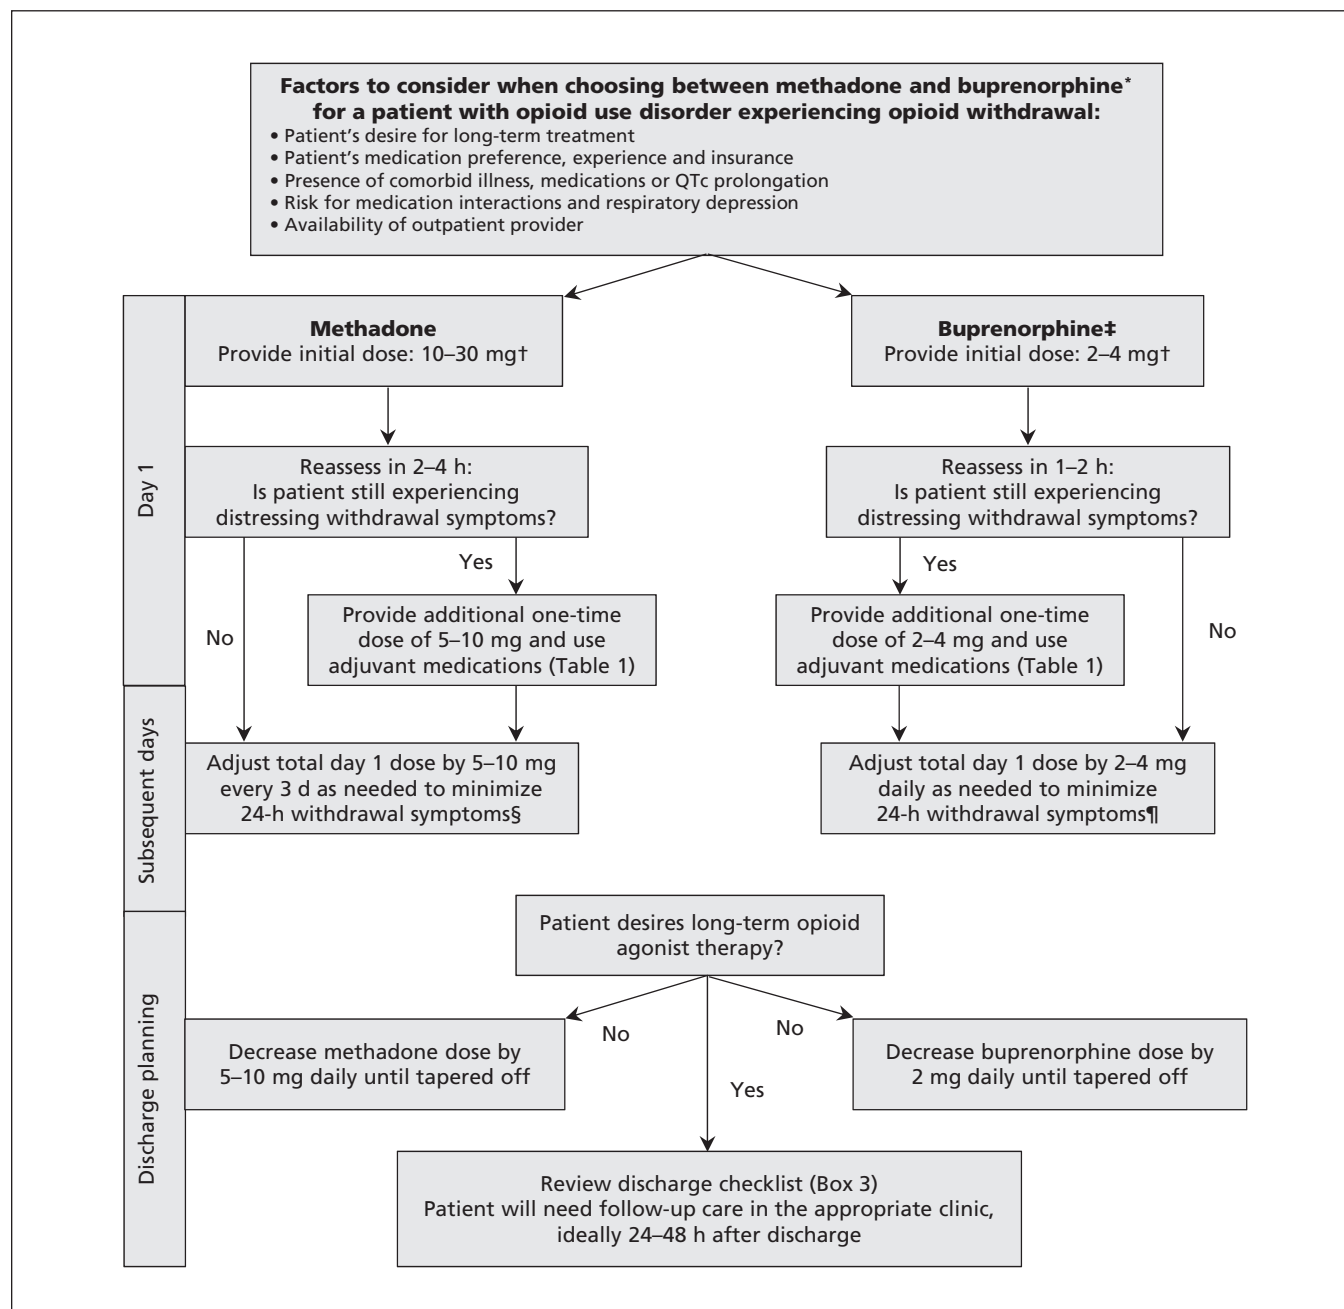 Factors to consider when choosing between methadone and buprenorphine*
for a patient with opioid use disorder experiencing opioid withdrawal:
• Patient's desire for long-term treatment
• Patient's medication preference, experience and insurance
• Presence of comorbid illness, medications or QTc prolongation
• Risk for medication interactions and respiratory depression
• Availability of outpatient provider
Day 1
Methadone
Provide initial dose: 10–30 mg†
Buprenorphine‡
Provide initial dose: 2–4 mg†
Reassess in 2–4 h:
Is patient still experiencing
distressing withdrawal symptoms?
Reassess in 1–2 h:
Is patient still experiencing
distressing withdrawal symptoms?
No
Yes
Yes
No
Provide additional one-time
dose of 5–10 mg and use
adjuvant medications (Table 1)
Provide additional one-time
dose of 2–4 mg and use
adjuvant medications (Table 1)
Subsequent days
Adjust total day 1 dose by 5–10 mg
every 3 d as needed to minimize
24-h withdrawal symptoms§
Adjust total day 1 dose by 2–4 mg
daily as needed to minimize
24-h withdrawal symptoms¶
Discharge planning
Patient desires long-term opioid
agonist therapy?
No
Yes
No
Decrease methadone dose by
5–10 mg daily until tapered off
Decrease buprenorphine dose by
2 mg daily until tapered off
Review discharge checklist (Box 3)
Patient will need follow-up care in the appropriate clinic,
ideally 24–48 h after discharge